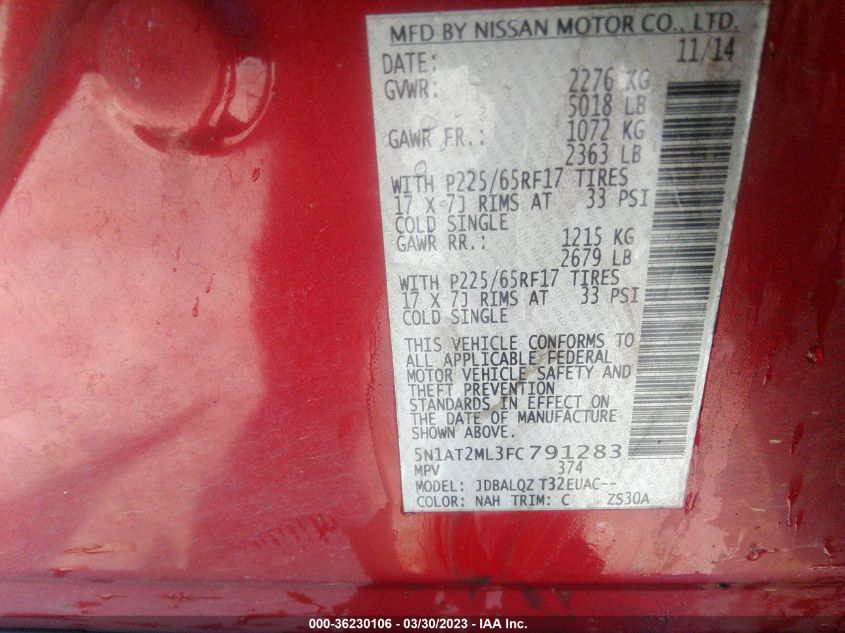 MFD BY NISSAN MOTOR CO., LTD.
DATE: 11/14
GVWR: 2276 KG
5018 LB
GAWR FR.: 1072 KG
2363 LB
WITH P225/65RF17 TIRES
17 X 7J RIMS AT 33 PSI
COLD SINGLE
GAWR RR.: 1215 KG
2679 LB
WITH P225/65RF17 TIRES
17 X 7J RIMS AT 33 PSI
COLD SINGLE
THIS VEHICLE CONFORMS TO
ALL APPLICABLE FEDERAL
MOTOR VEHICLE SAFETY AND
THEFT PREVENTION
STANDARDS IN EFFECT ON
THE DATE OF MANUFACTURE
SHOWN ABOVE.
5N1AT2ML3FC791283
MPV 374
MODEL: JDBALQZ T32EUAC--
COLOR: NAH TRIM: C ZS30A
000-36230106 - 03/30/2023 - IAA Inc.